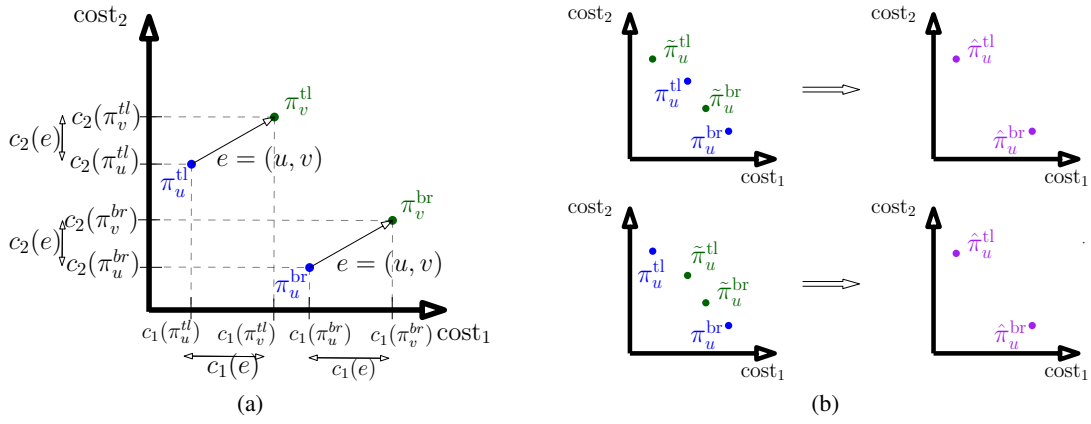 cost₂
π_v^tl
c₂(π_v^tl)
c₂(e)
e = (u, v)
c₂(π_u^tl)
π_u^tl
π_v^br
c₂(π_v^br)
c₂(e)
e = (u, v)
c₂(π_u^br)
π_u^br
c₁(π_u^tl) c₁(π_v^tl) c₁(π_u^br) c₁(π_v^br) cost₁
c₁(e) c₁(e)
(a)
cost₂ cost₂
π̃_u^tl π̂_u^tl
π_u^tl π̃_u^br
π_u^br π̂_u^br
cost₁ cost₁
cost₂ cost₂
π_u^tl π̃_u^tl π̂_u^tl
π̃_u^br
π_u^br π̂_u^br
cost₁ cost₁
(b)